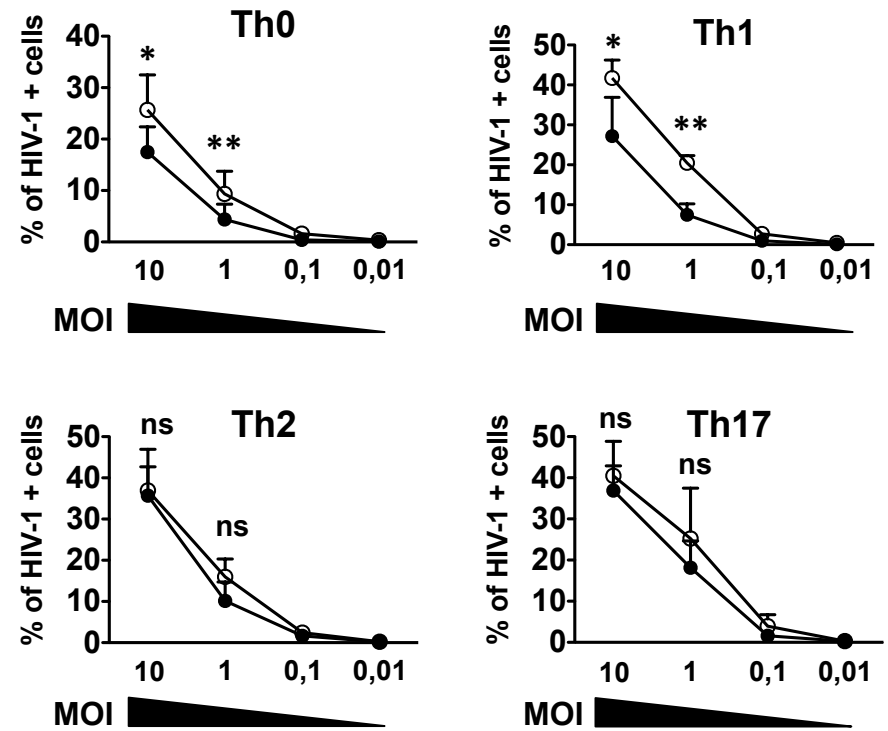 Th0
% of HIV-1 + cells
40
30
20
10
0
*
**
10 1 0,1 0,01
MOI
Th1
% of HIV-1 + cells
50
40
30
20
10
0
*
**
10 1 0,1 0,01
MOI
Th2
% of HIV-1 + cells
50
40
30
20
10
0
ns
ns
10 1 0,1 0,01
MOI
Th17
% of HIV-1 + cells
50
40
30
20
10
0
ns
ns
10 1 0,1 0,01
MOI